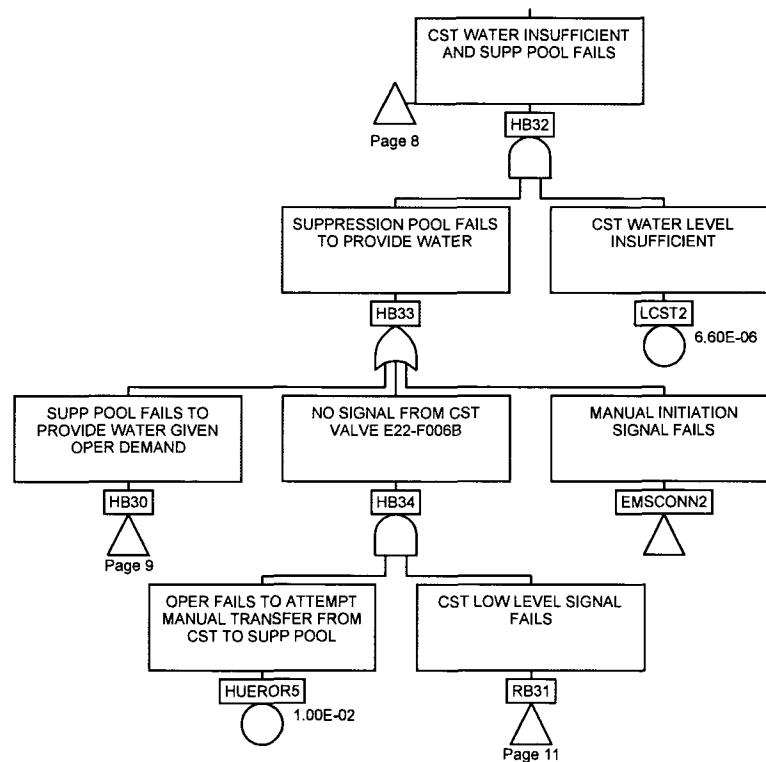 CST WATER INSUFFICIENT
AND SUPP POOL FAILS
Page 8
HB32
SUPPRESSION POOL FAILS
TO PROVIDE WATER
CST WATER LEVEL
INSUFFICIENT
HB33
LCST2
6.60E-06
SUPP POOL FAILS TO
PROVIDE WATER GIVEN
OPER DEMAND
NO SIGNAL FROM CST
VALVE E22-F006B
MANUAL INITIATION
SIGNAL FAILS
HB30
HB34
EMSCONN2
Page 9
OPER FAILS TO ATTEMPT
MANUAL TRANSFER FROM
CST TO SUPP POOL
CST LOW LEVEL SIGNAL
FAILS
HUEROR5
RB31
1.00E-02
Page 11